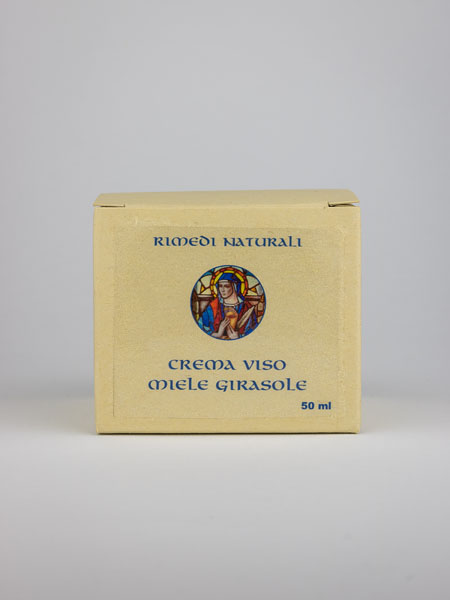 RIMEDI NATURALI
CREMA VISO
MIELE GIRASOLE
50 ml